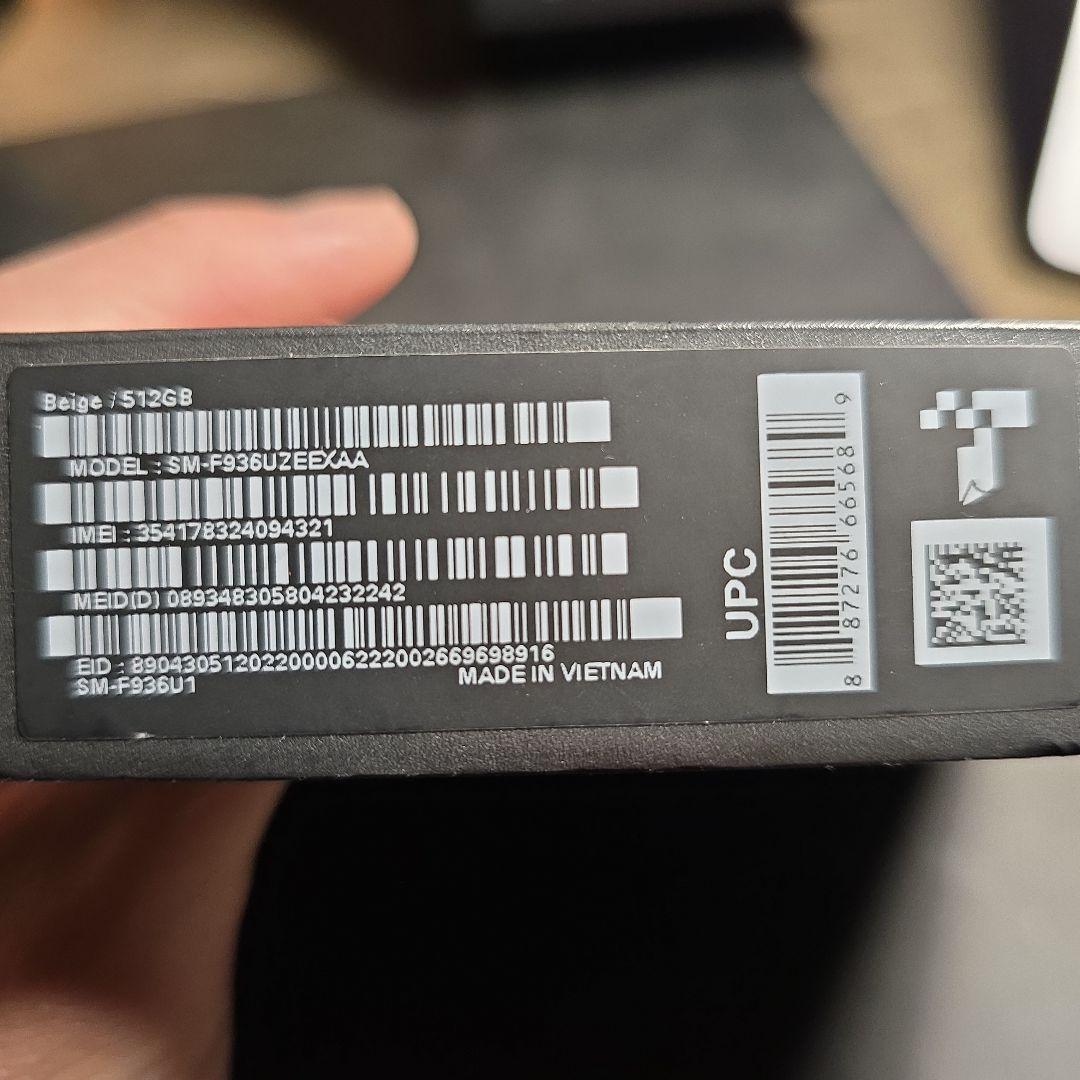 Beige / 512GB
MODEL : SM-F936UZEEXAA
IMEI : 354178324094321
MEID(D) 089348305804232242
EID : 89043051202200006222002669698916
SM-F936U1
MADE IN VIETNAM
UPC
8 87276 66568 9